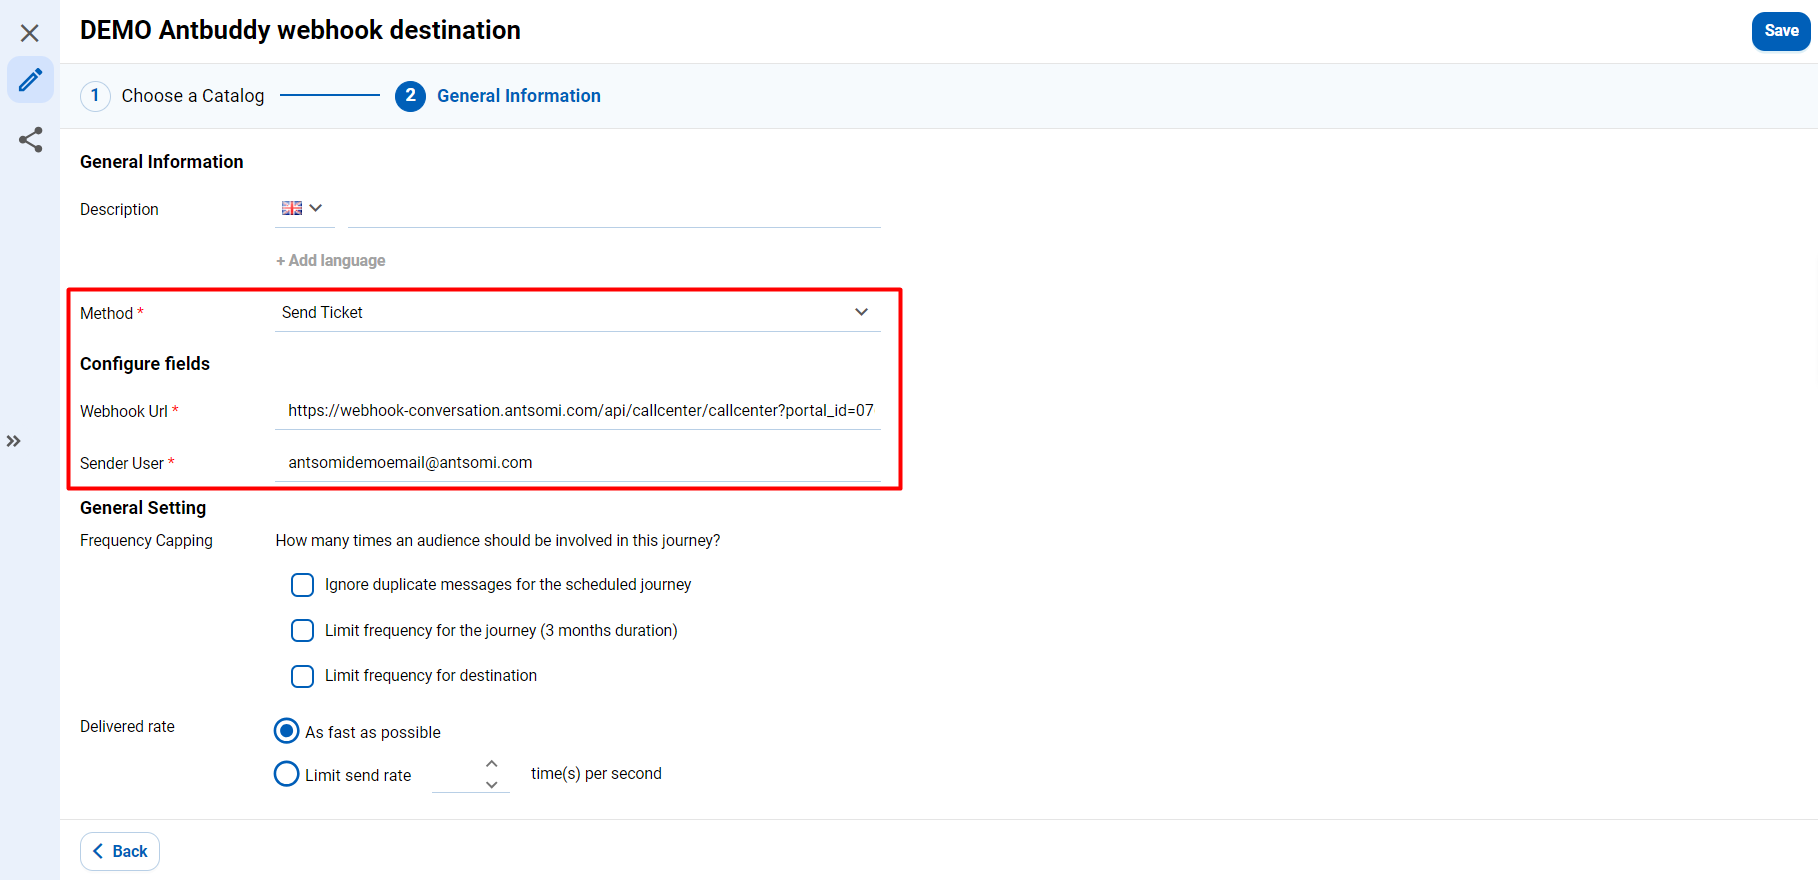 DEMO Antbuddy webhook destination
Save
1 Choose a Catalog 2 General Information
General Information
Description
+ Add language
Method * Send Ticket
Configure fields
Webhook Url * https://webhook-conversation.antsomi.com/api/callcenter/callcenter?portal_id=07
Sender User * antsomidemoemail@antsomi.com
General Setting
Frequency Capping How many times an audience should be involved in this journey?
Ignore duplicate messages for the scheduled journey
Limit frequency for the journey (3 months duration)
Limit frequency for destination
Delivered rate As fast as possible
Limit send rate time(s) per second
Back